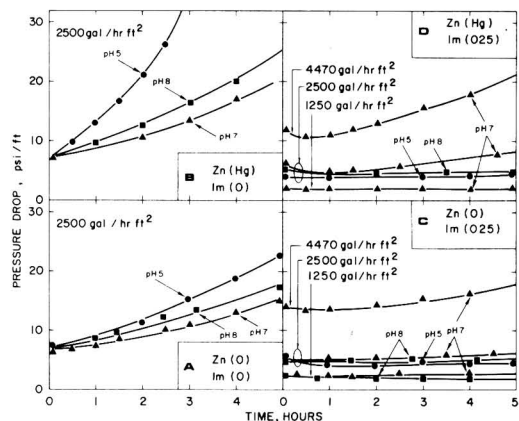 2500 gal/hr ft²
pH5
pH8
pH7
B
Zn (Hg)
Im (0)
D
Zn (Hg)
Im (025)
4470 gal/hr ft²
2500 gal/hr ft²
1250 gal/hr ft²
pH5
pH8
pH7
30
20
10
0
2500 gal/hr ft²
pH5
pH8
pH7
A
Zn (0)
Im (0)
C
Zn (0)
Im (025)
4470 gal/hr ft²
2500 gal/hr ft²
1250 gal/hr ft²
pH8
pH5
pH7
30
20
10
0
0 1 2 3 4 0 1 2 3 4 5
PRESSURE DROP, psi/ft
TIME, HOURS